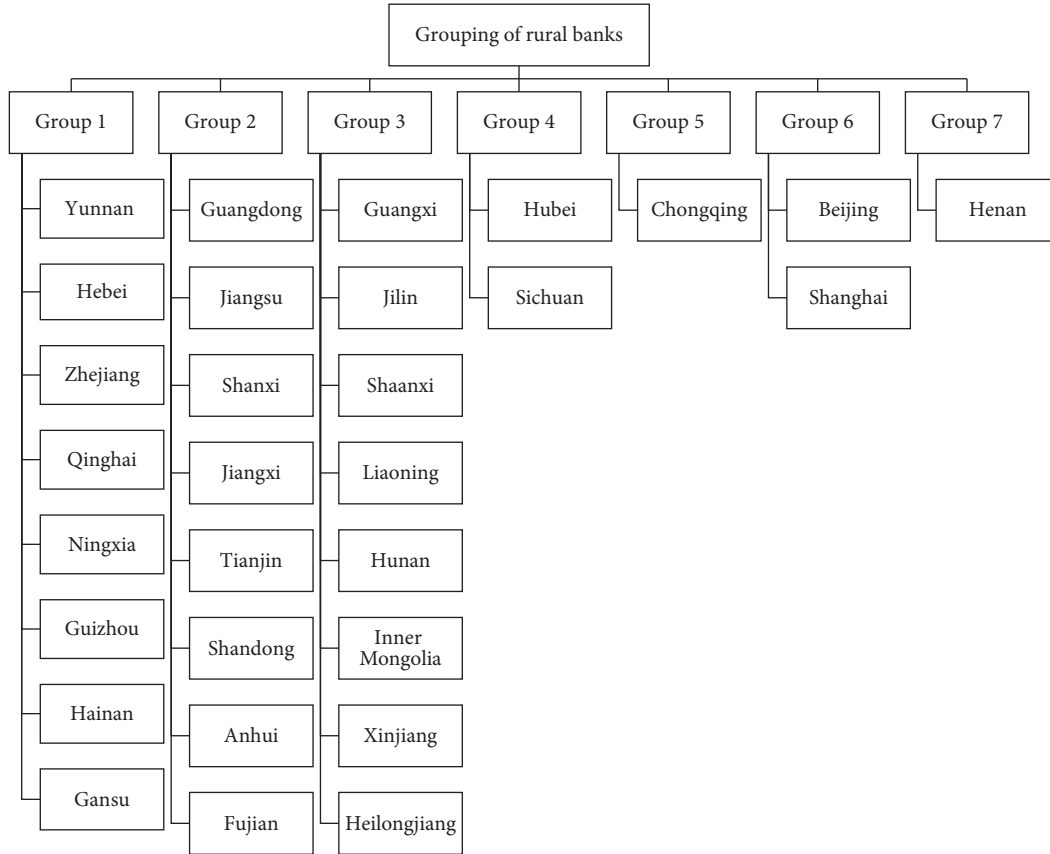 Grouping of rural banks
Group 1
Group 2
Group 3
Group 4
Group 5
Group 6
Group 7
Yunnan
Hebei
Zhejiang
Qinghai
Ningxia
Guizhou
Hainan
Gansu
Guangdong
Jiangsu
Shanxi
Jiangxi
Tianjin
Shandong
Anhui
Fujian
Guangxi
Jilin
Shaanxi
Liaoning
Hunan
Inner
Mongolia
Xinjiang
Heilongjiang
Hubei
Sichuan
Chongqing
Beijing
Shanghai
Henan